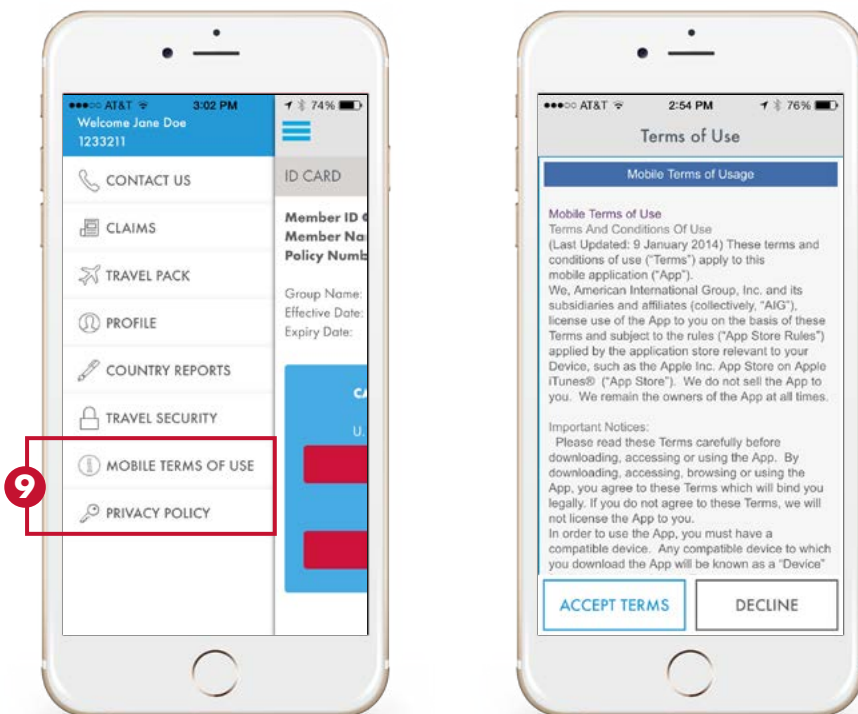 AT&T 3:02 PM 74%
Welcome Jane Doe
1233211
CONTACT US
CLAIMS
TRAVEL PACK
PROFILE
COUNTRY REPORTS
TRAVEL SECURITY
9
MOBILE TERMS OF USE
PRIVACY POLICY
ID CARD
Member ID
Member Na
Policy Numb
Group Name:
Effective Date:
Expiry Date:
U.
AT&T 2:54 PM 76%
Terms of Use
Mobile Terms of Usage
Mobile Terms of Use
Terms And Conditions Of Use
(Last Updated: 9 January 2014) These terms and
conditions of use ("Terms") apply to this
mobile application ("App").
We, American International Group, Inc. and its
subsidiaries and affiliates (collectively, "AIG"),
license use of the App to you on the basis of these
Terms and subject to the rules ("App Store Rules")
applied by the application store relevant to your
Device, such as the Apple Inc. App Store on Apple
iTunes® ("App Store"). We do not sell the App to
you. We remain the owners of the App at all times.
Important Notices:
Please read these Terms carefully before
downloading, accessing or using the App. By
downloading, accessing, browsing or using the
App, you agree to these Terms which will bind you
legally. If you do not agree to these Terms, we will
not license the App to you.
In order to use the App, you must have a
compatible device. Any compatible device to which
you download the App will be known as a "Device"
ACCEPT TERMS
DECLINE